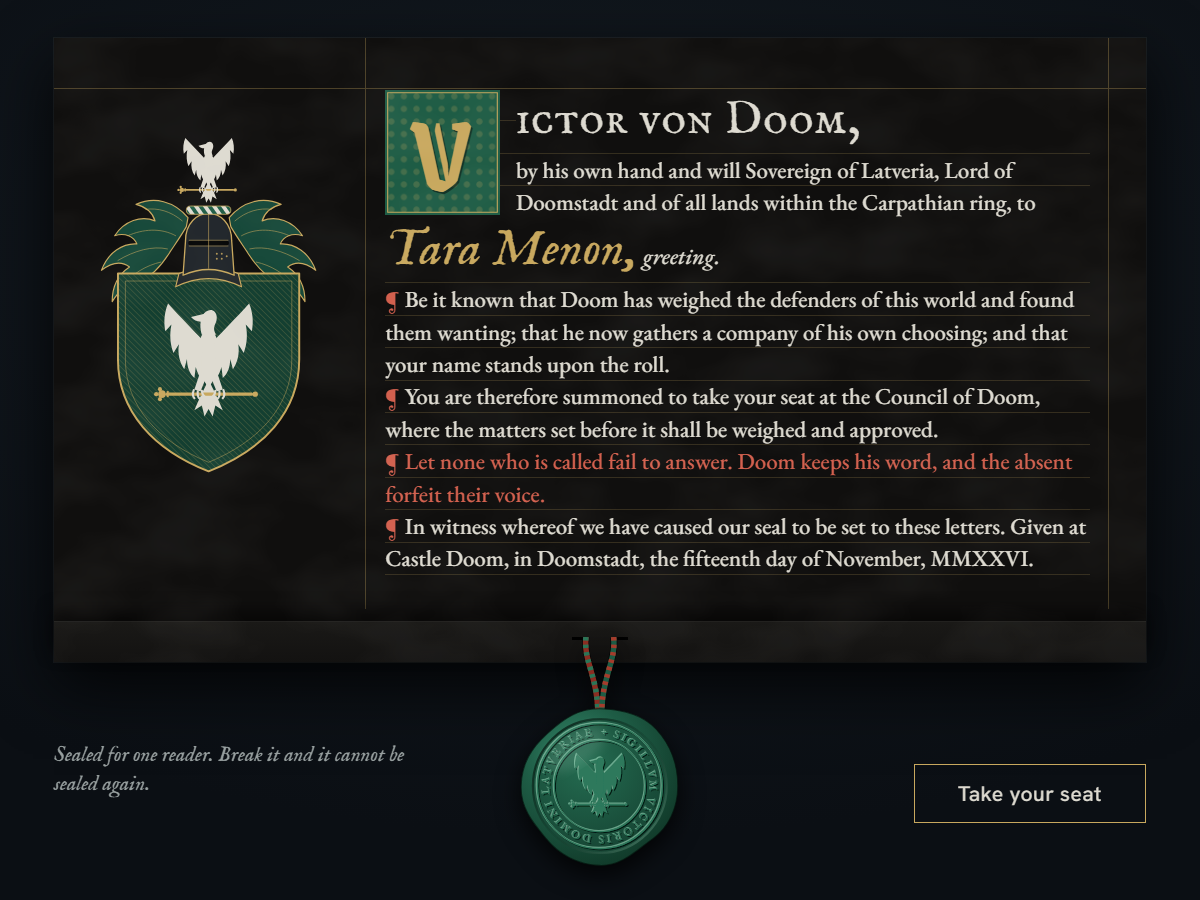 Victor von Doom,
by his own hand and will Sovereign of Latveria, Lord of
Doomstadt and of all lands within the Carpathian ring, to
Tara Menon, greeting.
¶ Be it known that Doom has weighed the defenders of this world and found
them wanting; that he now gathers a company of his own choosing; and that
your name stands upon the roll.
¶ You are therefore summoned to take your seat at the Council of Doom,
where the matters set before it shall be weighed and approved.
¶ Let none who is called fail to answer. Doom keeps his word, and the absent
forfeit their voice.
¶ In witness whereof we have caused our seal to be set to these letters. Given at
Castle Doom, in Doomstadt, the fifteenth day of November, MMXXVI.
+ SIGILLVM VICTORIS DOMINI LATVERIAE
Sealed for one reader. Break it and it cannot be
sealed again.
Take your seat